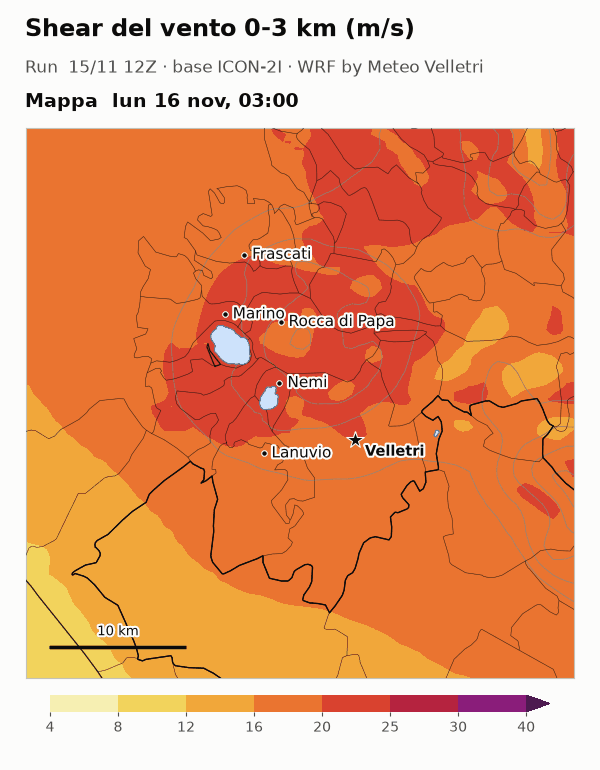 Shear del vento 0-3 km (m/s)
Run  15/11 12Z · base ICON-2I · WRF by Meteo Velletri
Mappa  lun 16 nov, 03:00
Frascati
Marino
Rocca di Papa
Nemi
Velletri
Lanuvio
10 km
4 8 12 16 20 25 30 40